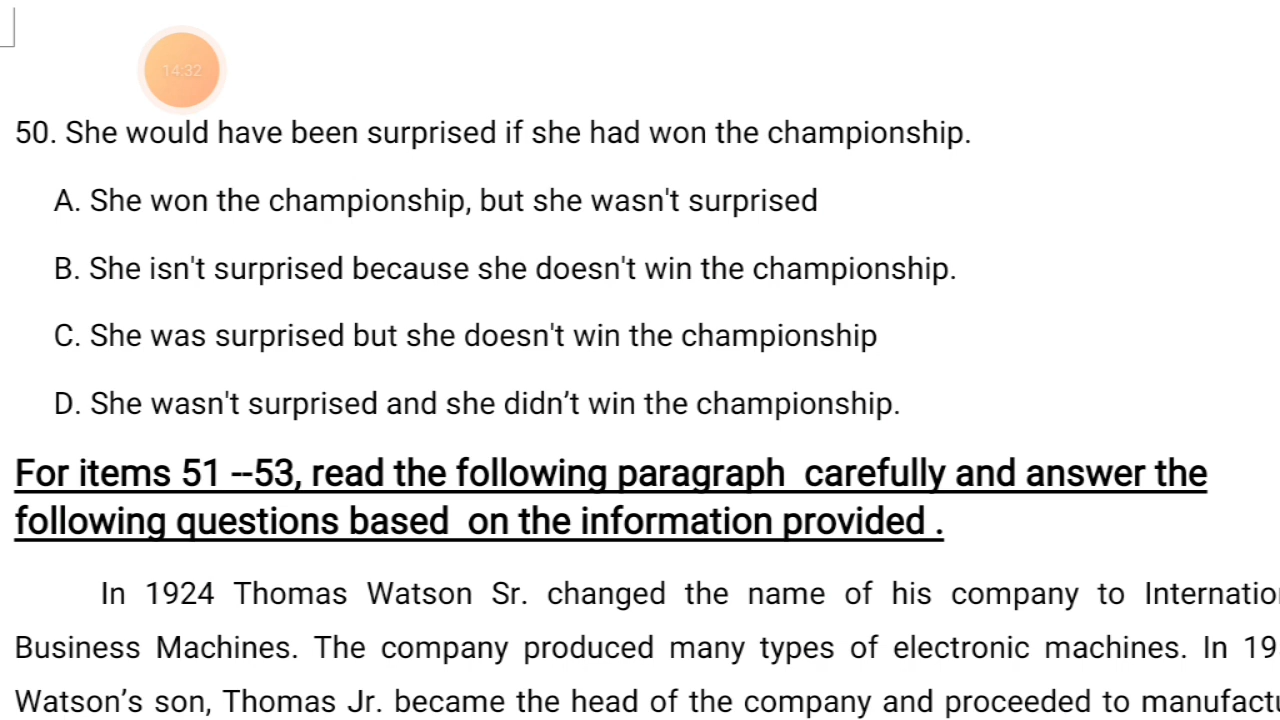 14:32
50. She would have been surprised if she had won the championship.
A. She won the championship, but she wasn't surprised
B. She isn't surprised because she doesn't win the championship.
C. She was surprised but she doesn't win the championship
D. She wasn't surprised and she didn’t win the championship.
For items 51 --53, read the following paragraph carefully and answer the
following questions based on the information provided .
In 1924 Thomas Watson Sr. changed the name of his company to
Business Machines. The company produced many types of electronic machines. In
Watson’s son, Thomas Jr. became the head of the company and proceeded to